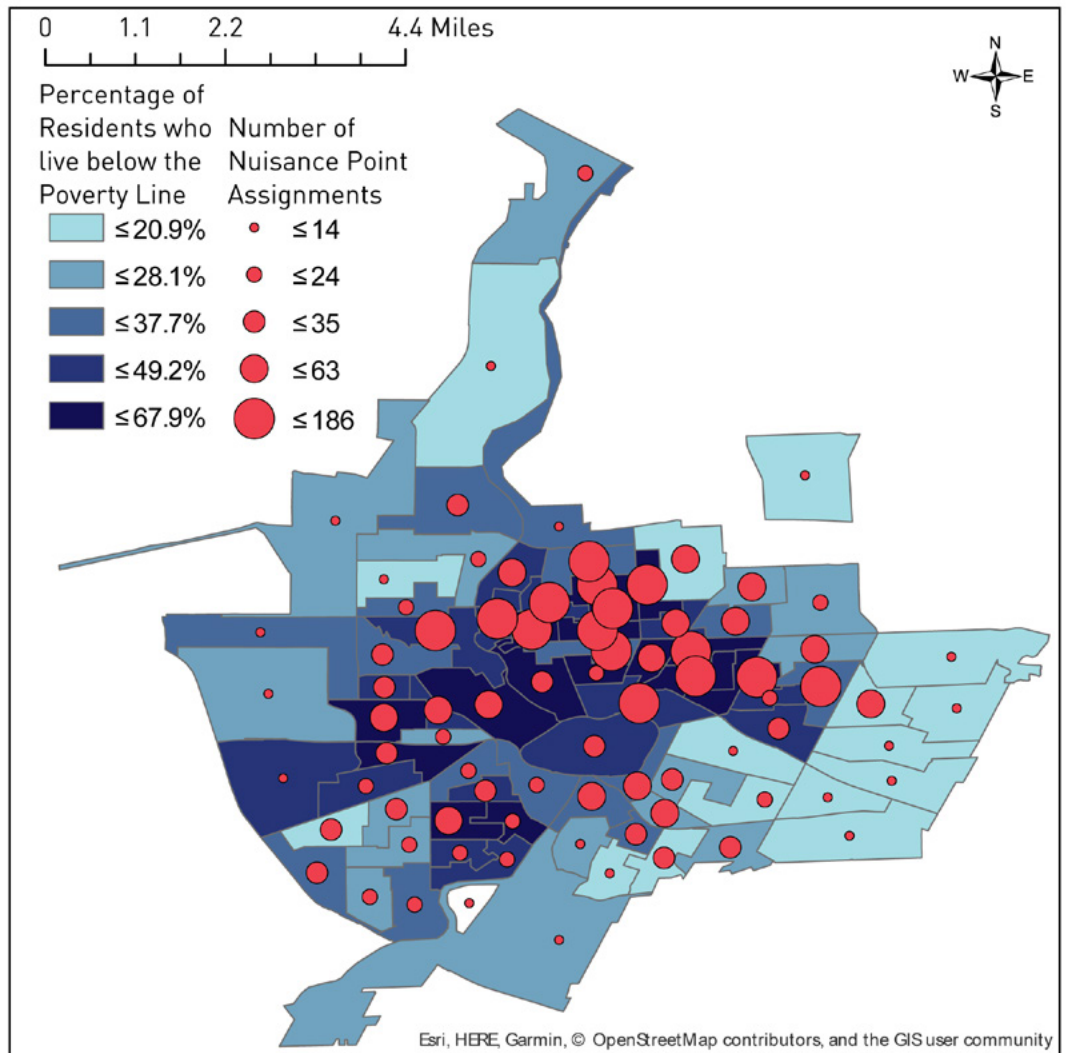 0 1.1 2.2 4.4 Miles
N
W E
S
Percentage of
Residents who
live below the
Poverty Line
≤20.9%
≤28.1%
≤37.7%
≤49.2%
≤67.9%
Number of
Nuisance Point
Assignments
≤14
≤24
≤35
≤63
≤186
Esri, HERE, Garmin, © OpenStreetMap contributors, and the GIS user community